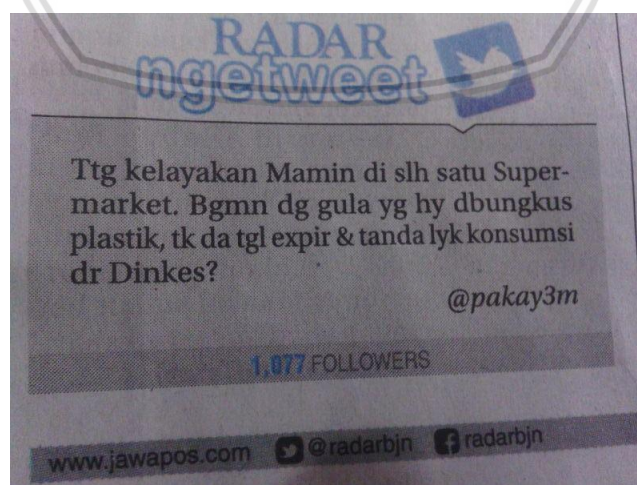 RADAR
ngetweet
Ttg kelayakan Mamin di slh satu Super-
market. Bgmn dg gula yg hy dbungkus
plastik, tk da tgl expir & tanda lyk konsumsi
dr Dinkes?
@pakay3m
1,077 FOLLOWERS
www.jawapos.com @radarbjn radarbjn